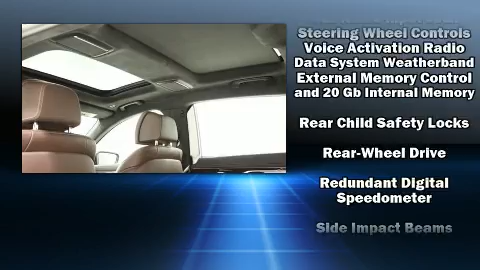 Steering Wheel Controls
Voice Activation Radio
Data System Weatherband
External Memory Control
and 20 Gb Internal Memory
Rear Child Safety Locks
Rear-Wheel Drive
Redundant Digital
Speedometer
Side Impact Beams